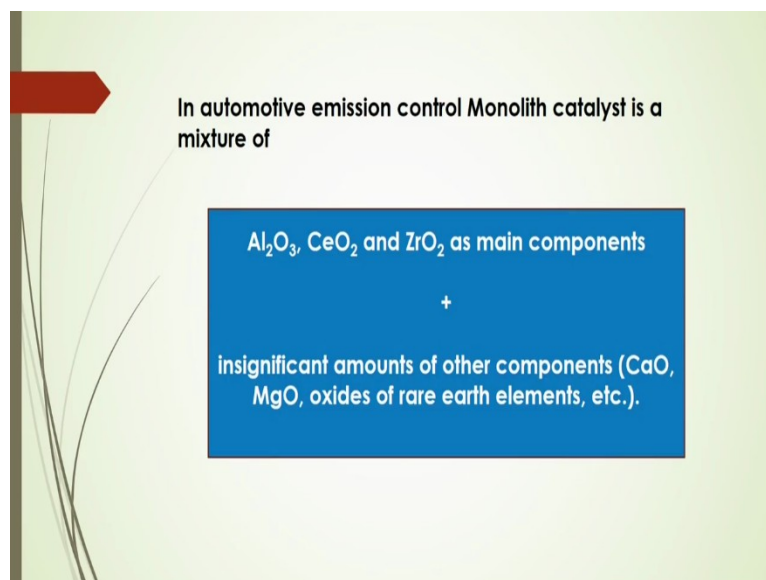 In automotive emission control Monolith catalyst is a
mixture of
Al₂O₃, CeO₂ and ZrO₂ as main components
+
insignificant amounts of other components (CaO,
MgO, oxides of rare earth elements, etc.).